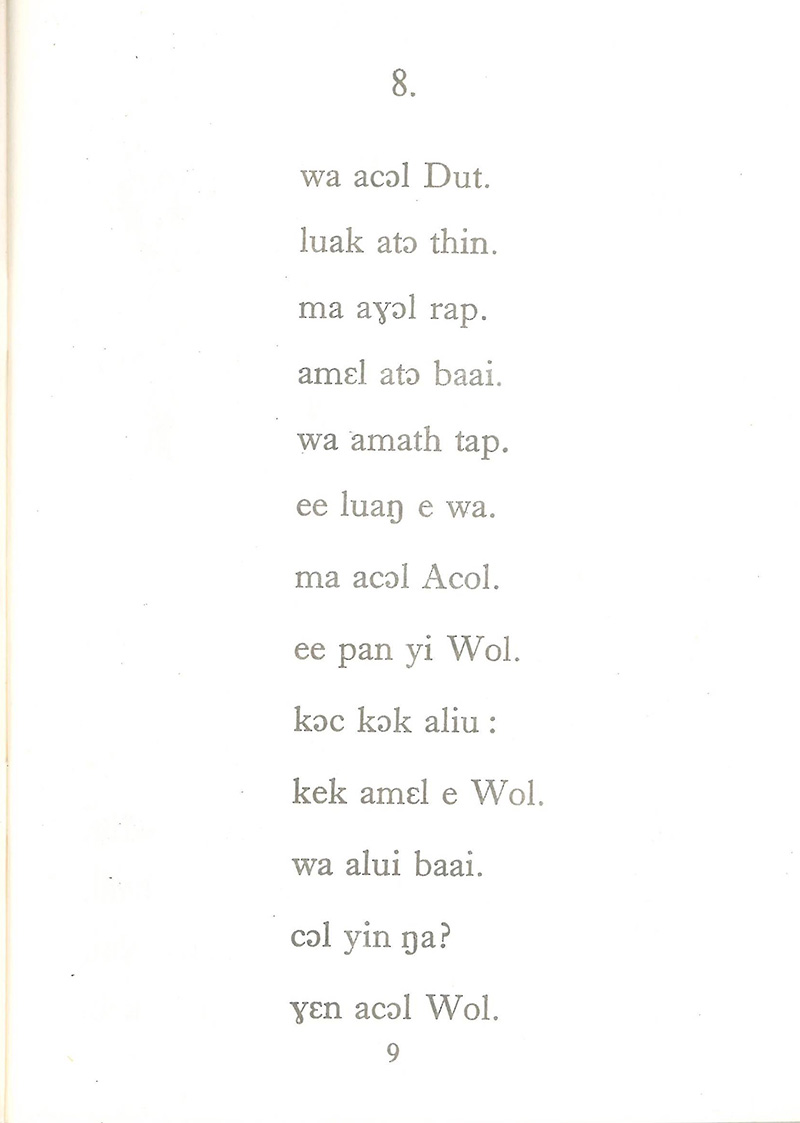 8.
wa acɔl Dut.
luak atɔ thin.
ma aɣɔl rap.
amɛl atɔ baai.
wa amath tap.
ee luaŋ e wa.
ma acɔl Acol.
ee pan yi Wol.
kɔc kɔk aliu :
kek amɛl e Wol.
wa alui baai.
cɔl yin ŋa?
ɣɛn acɔl Wol.
9